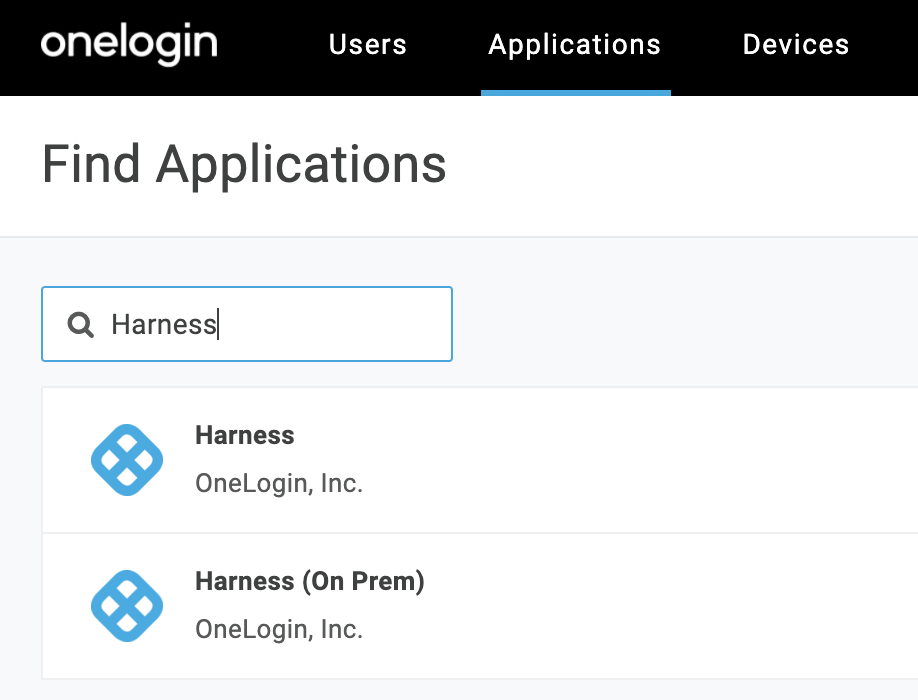 onelogin Users Applications Devices
Find Applications
Harness
Harness
OneLogin, Inc.
Harness (On Prem)
OneLogin, Inc.